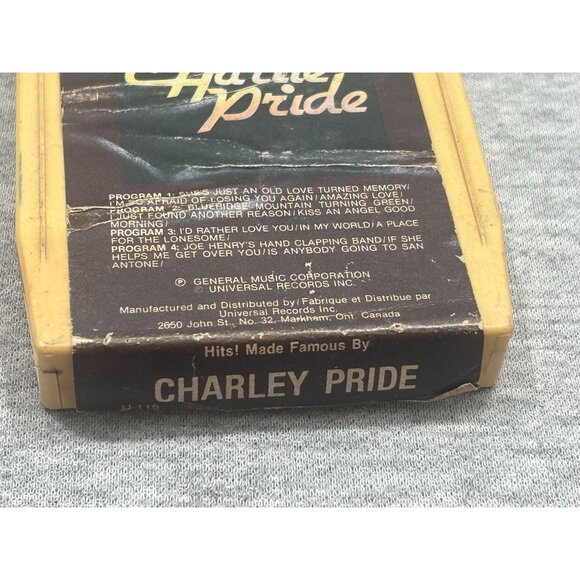 Charley
Pride
PROGRAM 1: SHE'S JUST AN OLD LOVE TURNED MEMORY/
I'M SO AFRAID OF LOSING YOU AGAIN/AMAZING LOVE/
PROGRAM 2: BLUERIDGE MOUNTAIN TURNING GREEN/
I JUST FOUND ANOTHER REASON/KISS AN ANGEL GOOD
MORNING/
PROGRAM 3: I'D RATHER LOVE YOU/IN MY WORLD/A PLACE
FOR THE LONESOME/
PROGRAM 4: JOE HENRY'S HAND CLAPPING BAND/IF SHE
HELPS ME GET OVER YOU/IS ANYBODY GOING TO SAN
ANTONE/
℗ GENERAL MUSIC CORPORATION
© UNIVERSAL RECORDS INC.
Manufactured and Distributed by/Fabrique et Distribue par
Universal Records Inc.
2650 John St., No. 32, Markham, Ont. Canada
Hits! Made Famous By
CHARLEY PRIDE